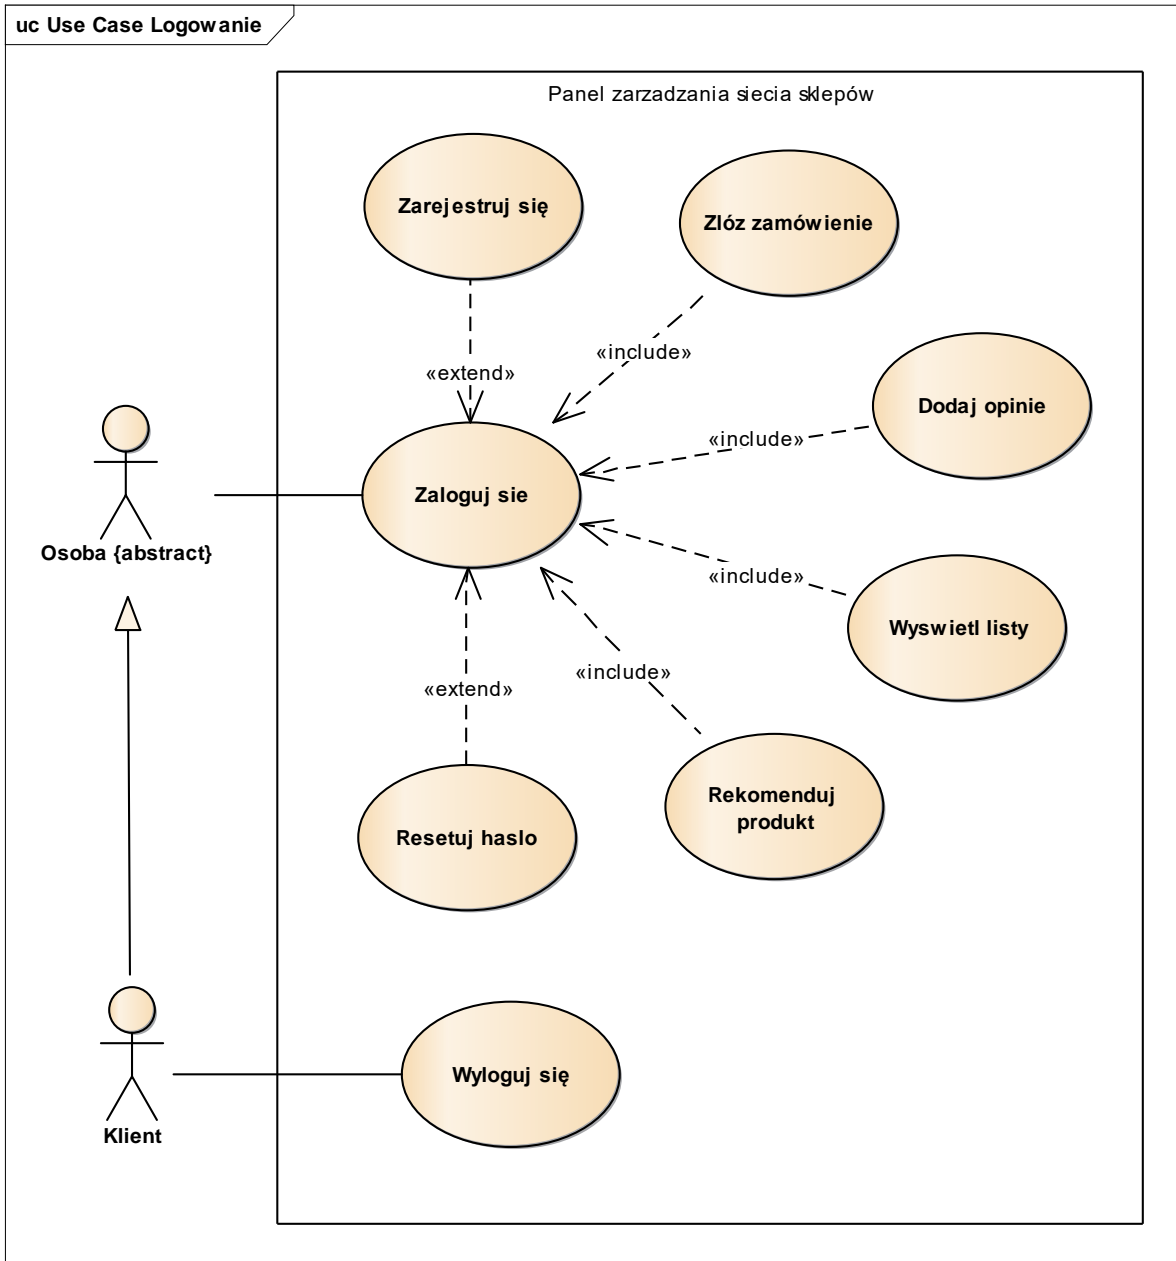 uc Use Case Logowanie
Panel zarzadzania siecia sklepów
Zarejestruj się
Zlóz zamówienie
«include»
«extend»
Dodaj opinie
«include»
Zaloguj sie
Osoba {abstract}
«include»
Wyswietl listy
«include»
«extend»
Rekomenduj
produkt
Resetuj haslo
Wyloguj się
Klient